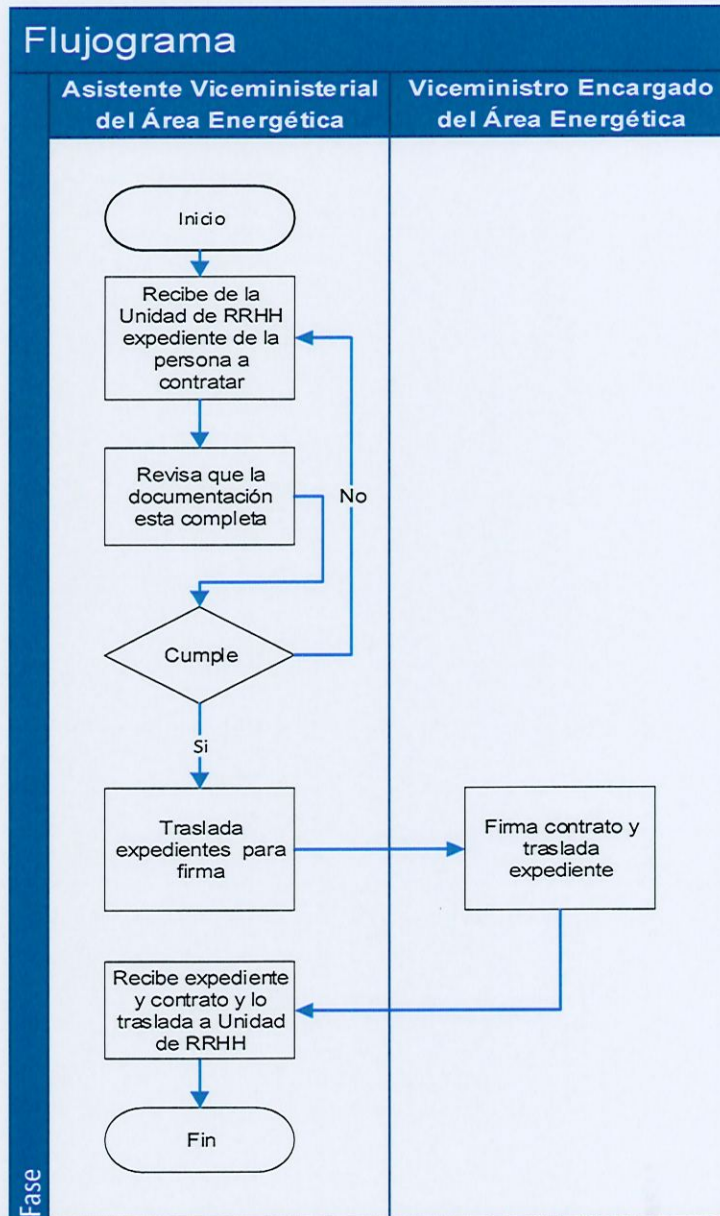 Flujograma
Asistente Viceministerial
del Área Energética
Viceministro Encargado
del Área Energética
Inicio
Recibe de la
Unidad de RRHH
expediente de la
persona a
contratar
Revisa que la
documentación
esta completa
No
Cumple
Si
Traslada
expedientes para
firma
Firma contrato y
traslada
expediente
Recibe expediente
y contrato y lo
traslada a Unidad
de RRHH
Fin
Fase